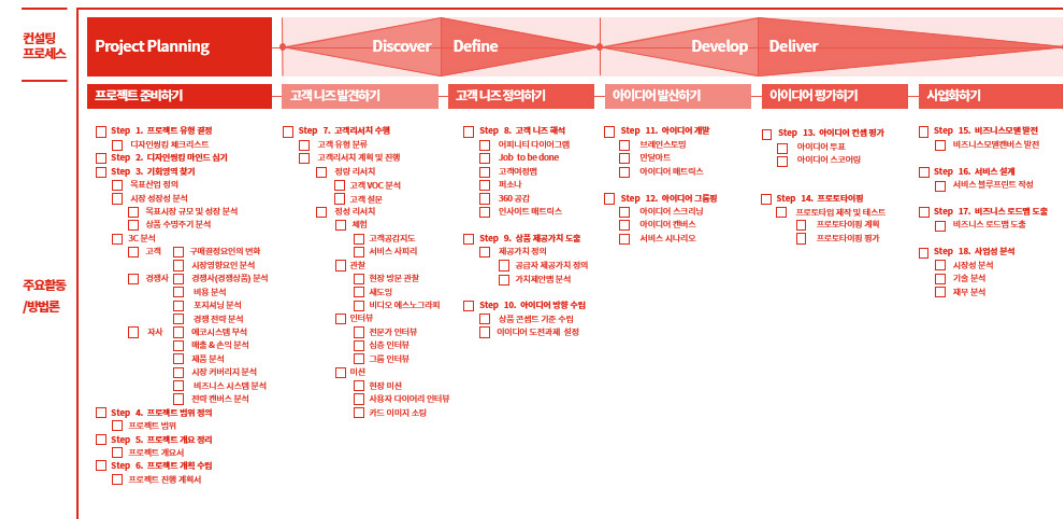 컨설팅
프로세스
Project Planning
Discover
Define
Develop
Deliver
주요활동
/방법론
프로젝트 준비하기
Step 1. 프로젝트 유형 결정
디자인씽킹 체크리스트
Step 2. 디자인씽킹 마인드 심기
Step 3. 기회영역 찾기
목표산업 정의
시장 성장성 분석
목표시장 규모 및 성장 분석
상품 수명주기 분석
3C 분석
고객
구매결정요인의 변화
시장영향요인 분석
경쟁사
경쟁사(경쟁상품) 분석
비용 분석
포지셔닝 분석
경쟁 전략 분석
자사
에코시스템 부석
매출 & 손익 분석
제품 분석
시장 커버리지 분석
비즈니스 시스템 분석
전략 캔버스 분석
Step 4. 프로젝트 범위 정의
프로젝트 범위
Step 5. 프로젝트 개요 정리
프로젝트 개요서
Step 6. 프로젝트 계획 수립
프로젝트 진행 계획서
고객 니즈 발견하기
Step 7. 고객리서치 수행
고객 유형 분류
고객리서치 계획 및 진행
정량 리서치
고객 VOC 분석
고객 설문
정성 리서치
체험
고객공감지도
서비스 사파리
관찰
현장 방문 관찰
섀도잉
비디오 에스노그라피
인터뷰
전문가 인터뷰
심층 인터뷰
그룹 인터뷰
미션
현장 미션
사용자 다이어리 인터뷰
카드 이미지 소팅
고객 니즈 정의하기
Step 8. 고객 니즈 해석
어피니티 다이어그램
Job to be done
고객여정맵
퍼소나
360 공감
인사이트 매트릭스
Step 9. 상품 제공가치 도출
제공가치 정의
공급자 제공가치 정의
가치제안맵 분석
Step 10. 아이디어 방향 수립
상품 콘셉트 기준 수립
아이디어 도전과제 설정
아이디어 발산하기
Step 11. 아이디어 개발
브레인스토밍
만달아트
아이디어 매트릭스
Step 12. 아이디어 그룹핑
아이디어 스크리닝
아이디어 캔버스
서비스 시나리오
아이디어 평가하기
Step 13. 아이디어 컨셉 평가
아이디어 투표
아이디어 스코어링
Step 14. 프로토타이핑
프로토타입 제작 및 테스트
프로토타이핑 계획
프로토타이핑 평가
사업화하기
Step 15. 비즈니스모델 발전
비즈니스모델캔버스 발전
Step 16. 서비스 설계
서비스 블루프린트 작성
Step 17. 비즈니스 로드맵 도출
비즈니스 로드맵 도출
Step 18. 사업성 분석
시장성 분석
기술 분석
재무 분석